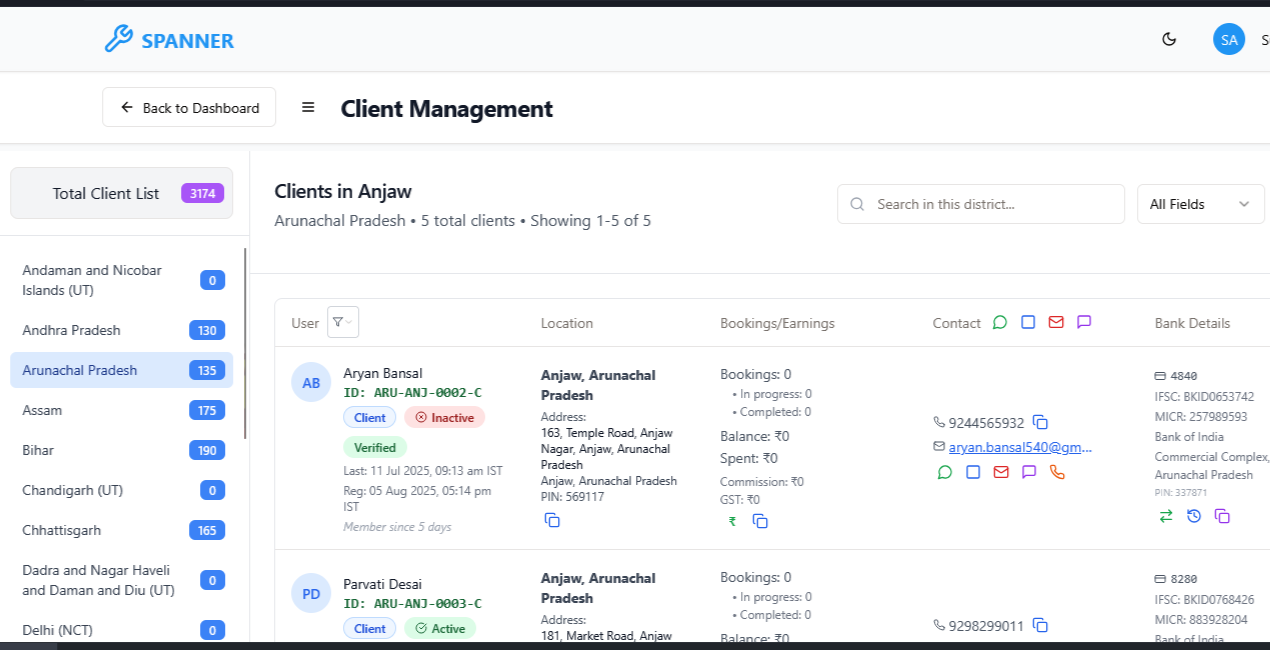 SPANNER
SA
Back to Dashboard
Client Management
Total Client List 3174
Andaman and Nicobar
Islands (UT)
0
Andhra Pradesh 130
Arunachal Pradesh 135
Assam 175
Bihar 190
Chandigarh (UT) 0
Chhattisgarh 165
Dadra and Nagar Haveli
and Daman and Diu (UT)
0
Delhi (NCT) 0
Clients in Anjaw
Arunachal Pradesh • 5 total clients • Showing 1-5 of 5
Search in this district...
All Fields
User
Location
Bookings/Earnings
Contact
Bank Details
AB
Aryan Bansal
ID: ARU-ANJ-0002-C
Client Inactive
Verified
Last: 11 Jul 2025, 09:13 am IST
Reg: 05 Aug 2025, 05:14 pm
IST
Member since 5 days
Anjaw, Arunachal
Pradesh
Address:
163, Temple Road, Anjaw
Nagar, Anjaw, Arunachal
Pradesh
Anjaw, Arunachal Pradesh
PIN: 569117
Bookings: 0
• In progress: 0
• Completed: 0
Balance: ₹0
Spent: ₹0
Commission: ₹0
GST: ₹0
₹
9244565932
aryan.bansal540@gm...
4840
IFSC: BKID0653742
MICR: 257989593
Bank of India
Commercial Complex,
Arunachal Pradesh
PIN: 337871
PD
Parvati Desai
ID: ARU-ANJ-0003-C
Client Active
Anjaw, Arunachal
Pradesh
Address:
181, Market Road, Anjaw
Bookings: 0
• In progress: 0
• Completed: 0
Balance: ₹0
9298299011
8280
IFSC: BKID0768426
MICR: 883928204
Bank of India